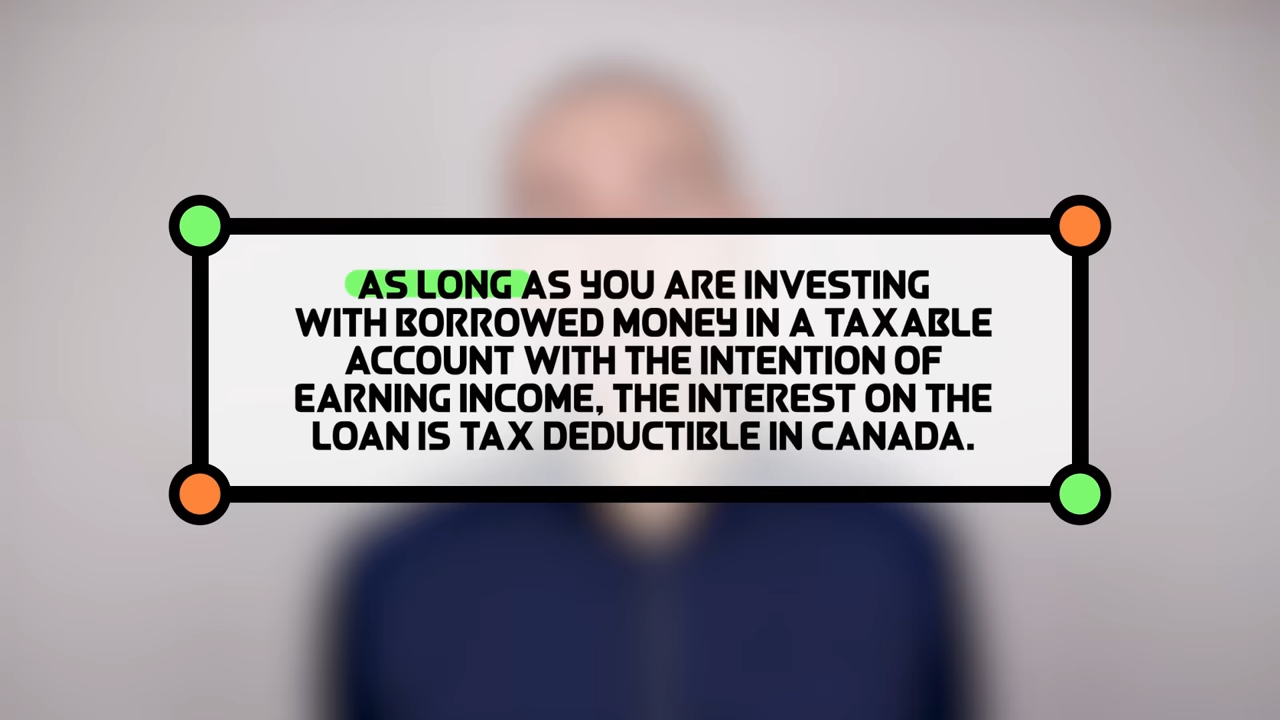 AS LONG AS YOU ARE INVESTING
WITH BORROWED MONEY IN A TAXABLE
ACCOUNT WITH THE INTENTION OF
EARNING INCOME, THE INTEREST ON THE
LOAN IS TAX DEDUCTIBLE IN CANADA.